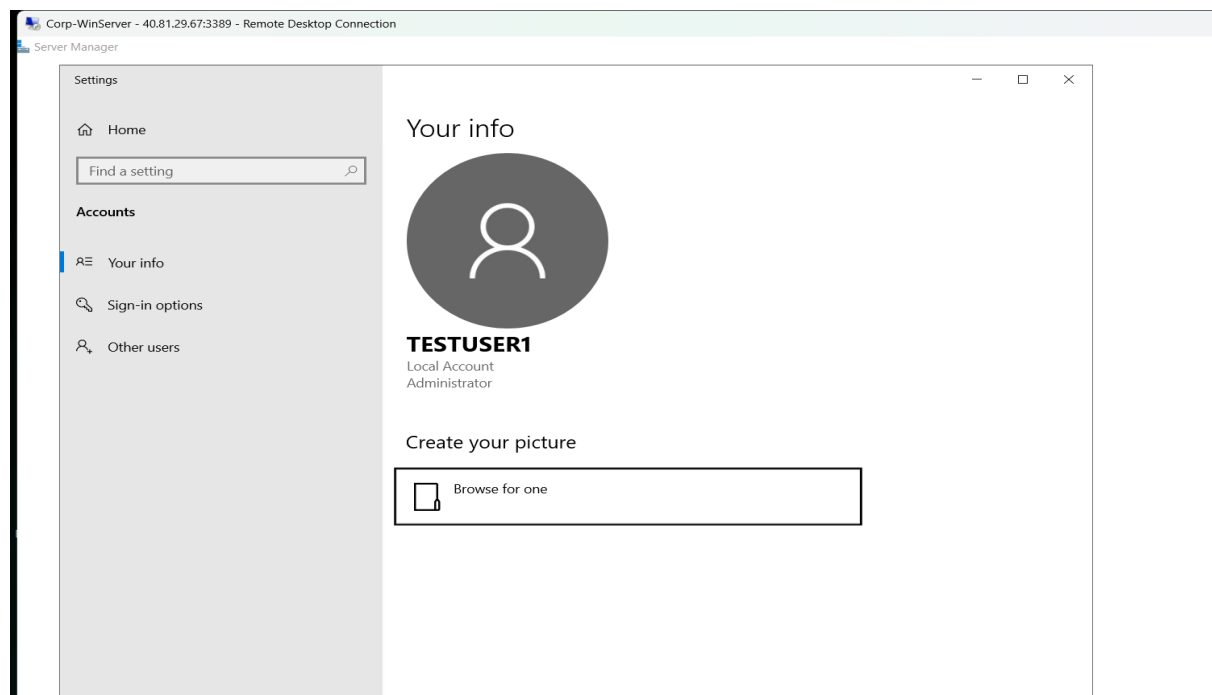 Corp-WinServer - 40.81.29.67:3389 - Remote Desktop Connection
Server Manager
Settings
Home
Find a setting
Accounts
Your info
Sign-in options
Other users
Your info
TESTUSER1
Local Account
Administrator
Create your picture
Browse for one